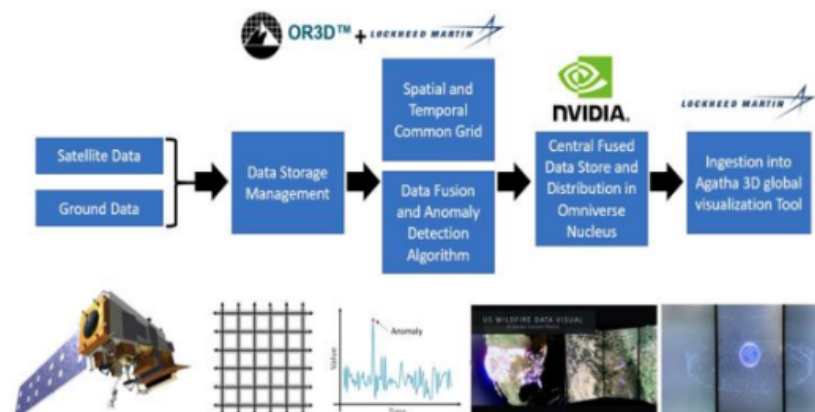 OR3D™ + LOCKHEED MARTIN
Spatial and
Temporal
Common Grid
NVIDIA.
LOCKHEED MARTIN
Satellite Data
Ground Data
Data Storage
Management
Data Fusion
and Anomaly
Detection
Algorithm
Central Fused
Data Store and
Distribution in
Omniverse
Nucleus
Ingestion into
Agatha 3D global
visualization Tool
Anomaly
Value
US WILDFIRE DATA VISUAL